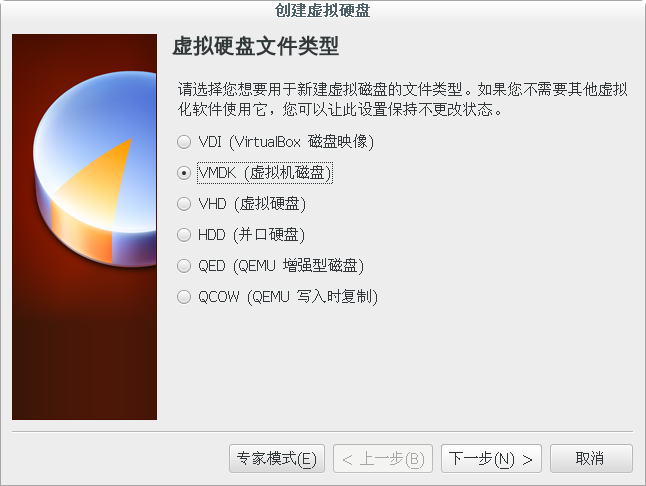 创建虚拟硬盘
虚拟硬盘文件类型
请选择您想要用于新建虚拟磁盘的文件类型。如果您不需要其他虚拟
化软件使用它，您可以让此设置保持不更改状态。
VDI (VirtualBox 磁盘映像)
VMDK (虚拟机磁盘)
VHD (虚拟硬盘)
HDD (并口硬盘)
QED (QEMU 增强型磁盘)
QCOW (QEMU 写入时复制)
专家模式(E) < 上一步(B) 下一步(N) > 取消